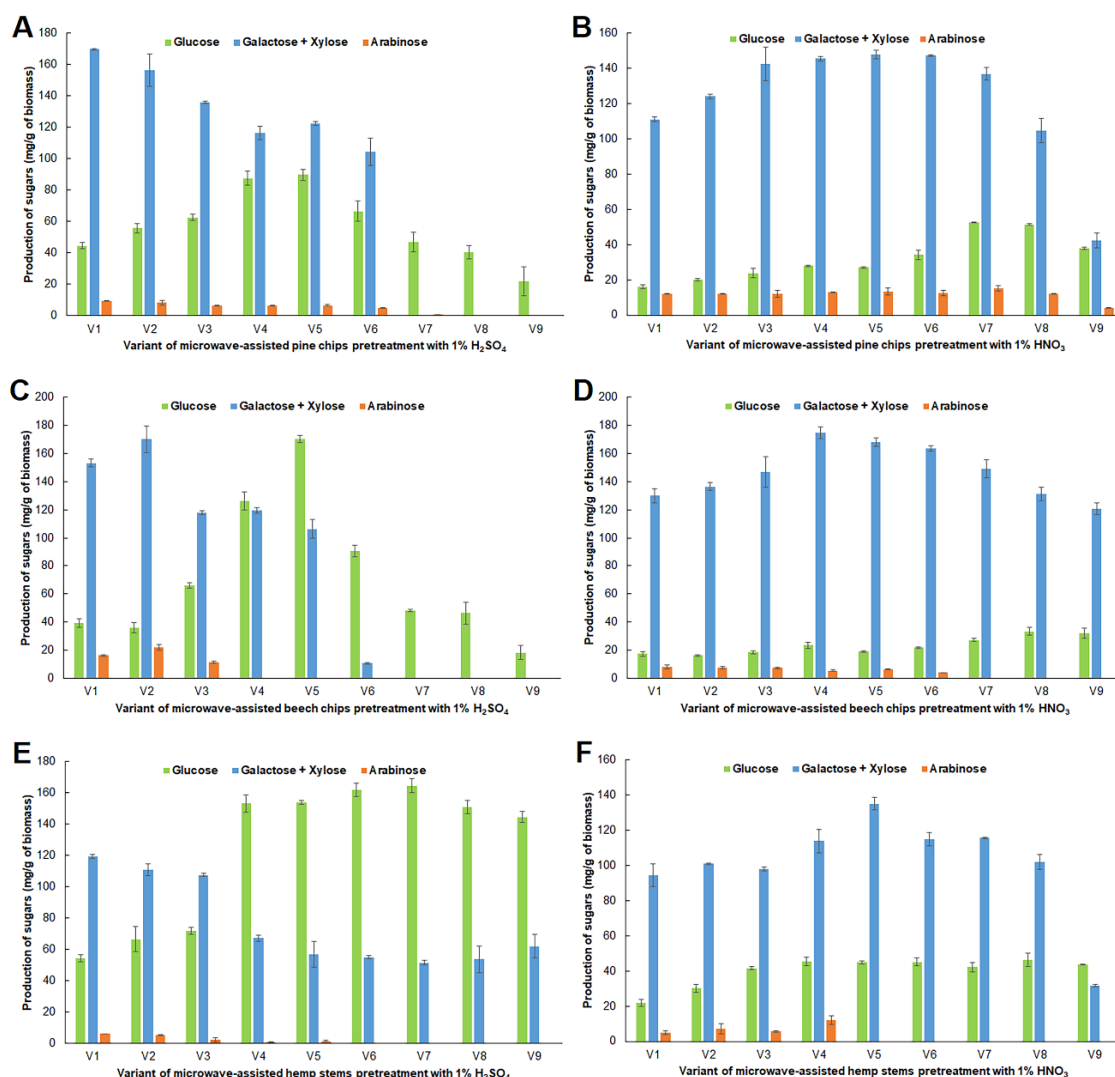 A
Glucose Galactose + Xylose Arabinose
Production of sugars (mg/g of biomass)
180
160
140
120
100
80
60
40
20
0
V1 V2 V3 V4 V5 V6 V7 V8 V9
Variant of microwave-assisted pine chips pretreatment with 1% H₂SO₄
B
Glucose Galactose + Xylose Arabinose
Production of sugars (mg/g of biomass)
160
140
120
100
80
60
40
20
0
V1 V2 V3 V4 V5 V6 V7 V8 V9
Variant of microwave-assisted pine chips pretreatment with 1% HNO₃
C
Glucose Galactose + Xylose Arabinose
Production of sugars (mg/g of biomass)
200
180
160
140
120
100
80
60
40
20
0
V1 V2 V3 V4 V5 V6 V7 V8 V9
Variant of microwave-assisted beech chips pretreatment with 1% H₂SO₄
D
Glucose Galactose + Xylose Arabinose
Production of sugars (mg/g of biomass)
200
180
160
140
120
100
80
60
40
20
0
V1 V2 V3 V4 V5 V6 V7 V8 V9
Variant of microwave-assisted beech chips pretreatment with 1% HNO₃
E
Glucose Galactose + Xylose Arabinose
Production of sugars (mg/g of biomass)
180
160
140
120
100
80
60
40
20
0
V1 V2 V3 V4 V5 V6 V7 V8 V9
Variant of microwave-assisted hemp stems pretreatment with 1% H₂SO₄
F
Glucose Galactose + Xylose Arabinose
Production of sugars (mg/g of biomass)
160
140
120
100
80
60
40
20
0
V1 V2 V3 V4 V5 V6 V7 V8 V9
Variant of microwave-assisted hemp stems pretreatment with 1% HNO₃